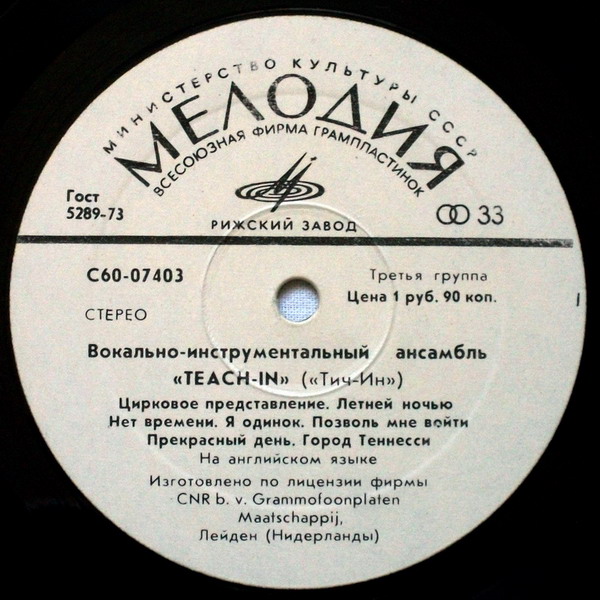 МИНИСТЕРСТВО КУЛЬТУРЫ СССР
МЕЛОДИЯ
ВСЕСОЮЗНАЯ ФИРМА ГРАМПЛАСТИНОК
Гост
5289-73
33
РИЖСКИЙ ЗАВОД
С60-07403
Третья группа
Цена 1 руб. 90 коп.
СТЕРЕО
Вокально-инструментальный ансамбль
«TEACH-IN» («Тич-Ин»)
Цирковое представление. Летней ночью
Нет времени. Я одинок. Позволь мне войти
Прекрасный день. Город Теннесси
На английском языке
Изготовлено по лицензии фирмы
CNR b. v. Grammofoonplaten
Maatschappij,
Лейден (Нидерланды)